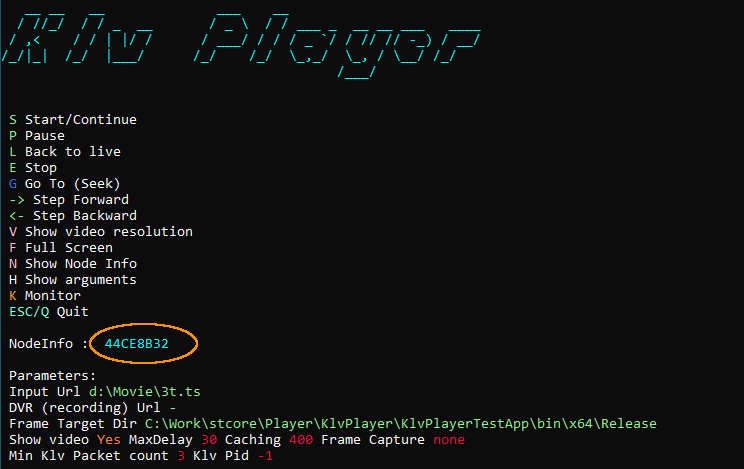 Klv Player
S Start/Continue
P Pause
L Back to live
E Stop
G Go To (Seek)
-> Step Forward
<- Step Backward
V Show video resolution
F Full Screen
N Show Node Info
H Show arguments
K Monitor
ESC/Q Quit
NodeInfo : 44CE8B32
Parameters:
Input Url d:\Movie\3t.ts
DVR (recording) Url -
Frame Target Dir C:\Work\stcore\Player\KlvPlayer\KlvPlayerTestApp\bin\x64\Release
Show video Yes MaxDelay 30 Caching 400 Frame Capture none
Min Klv Packet count 3 Klv Pid -1